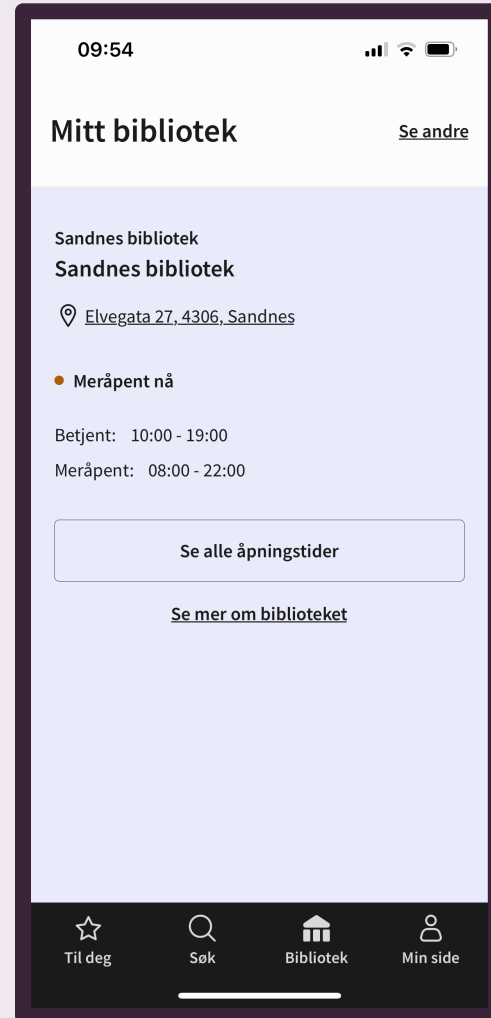 09:54
Mitt bibliotek
Se andre
Sandnes bibliotek
Sandnes bibliotek
Elvegata 27, 4306, Sandnes
Meråpent nå
Betjent: 10:00 - 19:00
Meråpent: 08:00 - 22:00
Se alle åpningstider
Se mer om biblioteket
Til deg Søk Bibliotek Min side